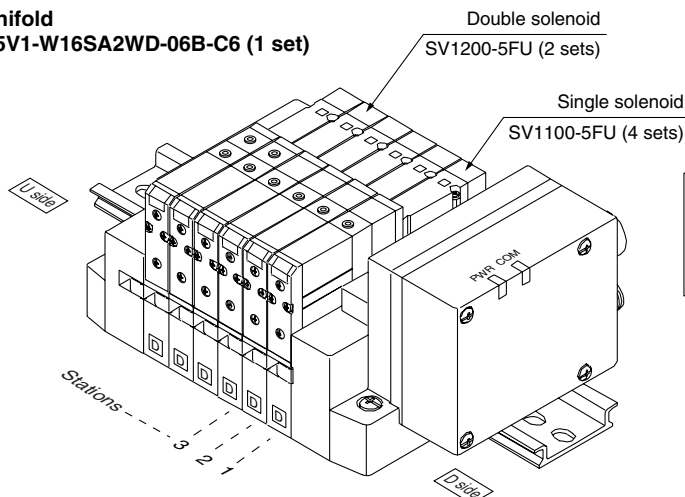 nifold
5V1-W16SA2WD-06B-C6 (1 set)
Double solenoid
SV1200-5FU (2 sets)
Single solenoid
SV1100-5FU (4 sets)
U side
PWR COM
D D D D D D
Stations
3
2
1
D side